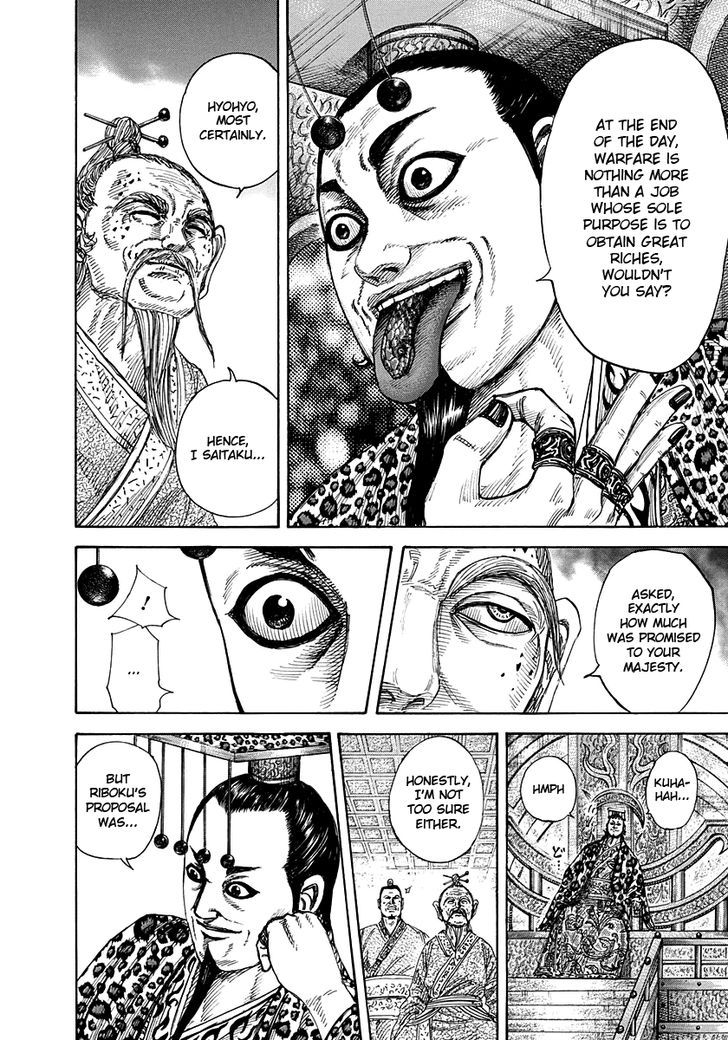 AT THE END
OF THE DAY,
WARFARE IS
NOTHING MORE
THAN A JOB
WHOSE SOLE
PURPOSE IS TO
OBTAIN GREAT
RICHES,
WOULDN'T
YOU SAY?
HYOHYO,
MOST
CERTAINLY.
HENCE,
I SAITAKU...
ASKED,
EXACTLY
HOW MUCH
WAS PROMISED
TO YOUR
MAJESTY.
!
...
KUHA-
HAH...
HMPH
ど
HONESTLY,
I'M NOT
TOO SURE
EITHER.
BUT
RIBOKU'S
PROPOSAL
WAS...